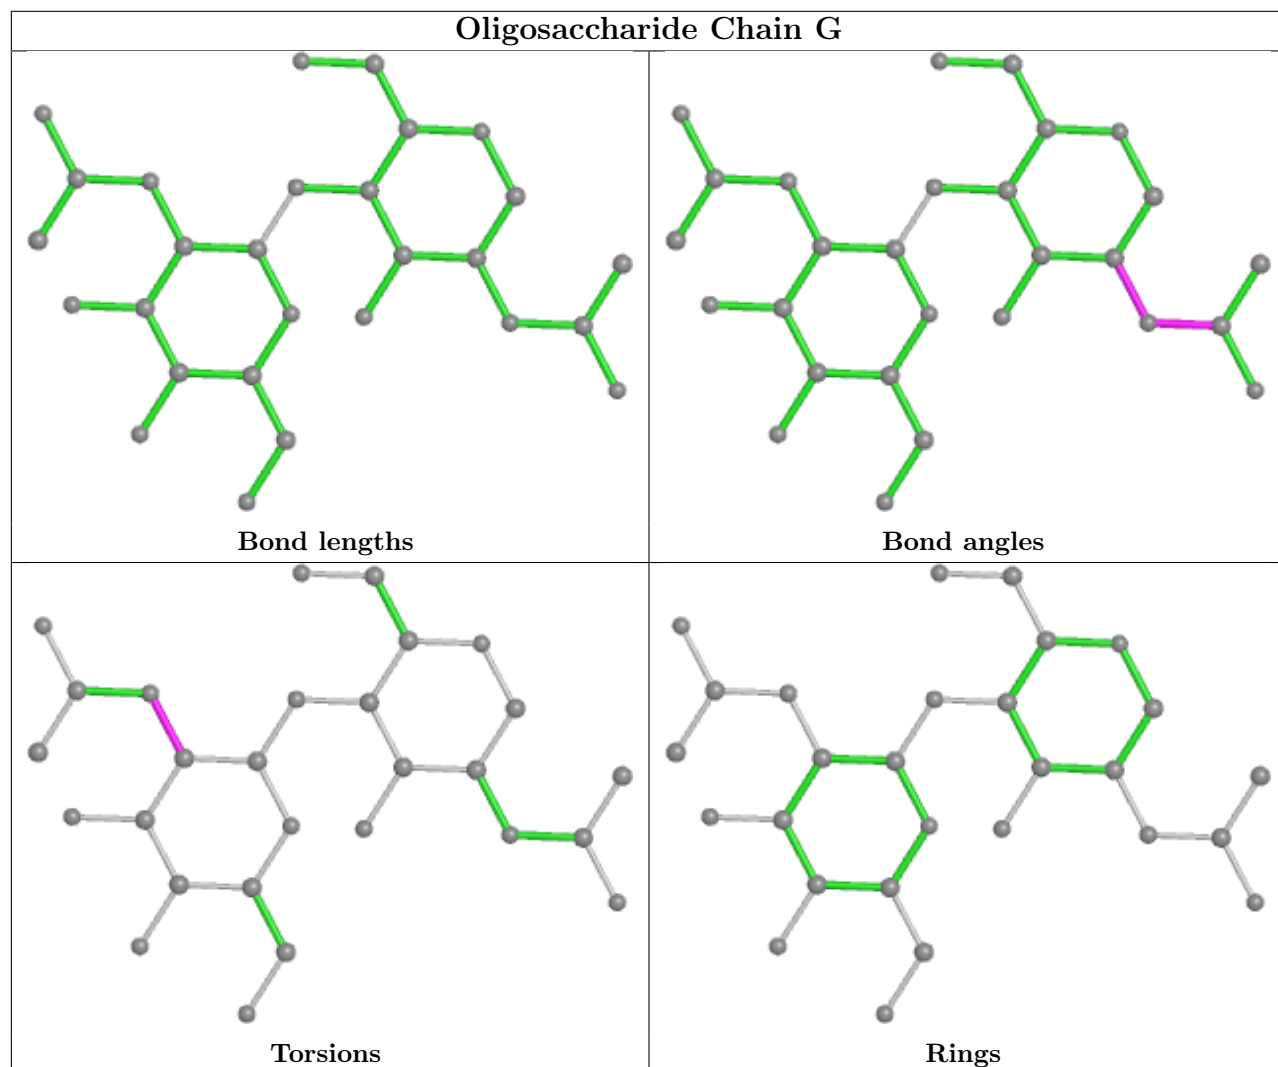 Oligosaccharide Chain G
Bond lengths
Bond angles
Torsions
Rings